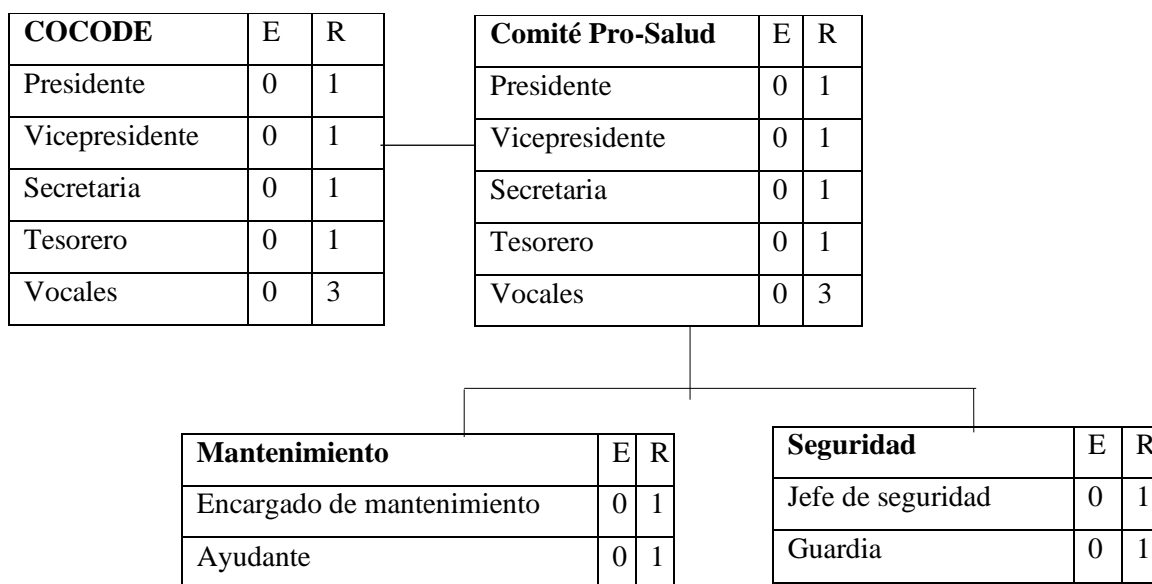 COCODE E R
Presidente 0 1
Vicepresidente 0 1
Secretaria 0 1
Tesorero 0 1
Vocales 0 3
Comité Pro-Salud E R
Presidente 0 1
Vicepresidente 0 1
Secretaria 0 1
Tesorero 0 1
Vocales 0 3
Mantenimiento E R
Encargado de mantenimiento 0 1
Ayudante 0 1
Seguridad E R
Jefe de seguridad 0 1
Guardia 0 1